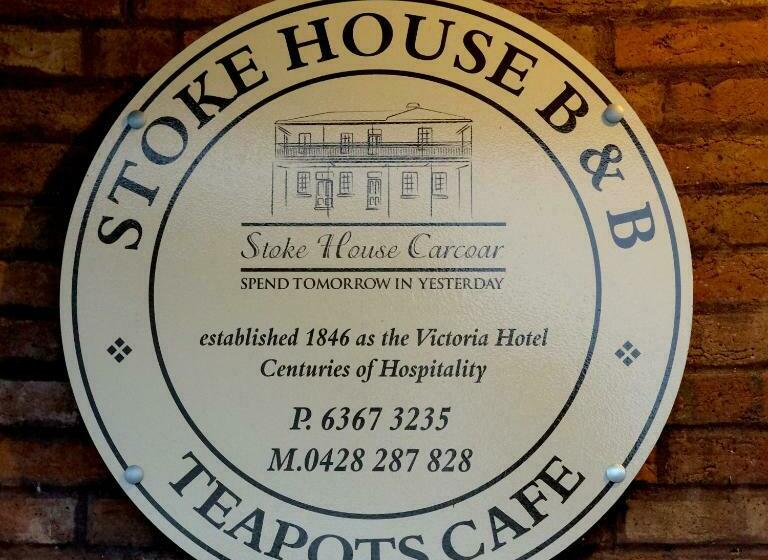 STOKE HOUSE B & B
Stoke House Carcoar
SPEND TOMORROW IN YESTERDAY
established 1846 as the Victoria Hotel
Centuries of Hospitality
P. 6367 3235
M.0428 287 828
TEAPOTS CAFE